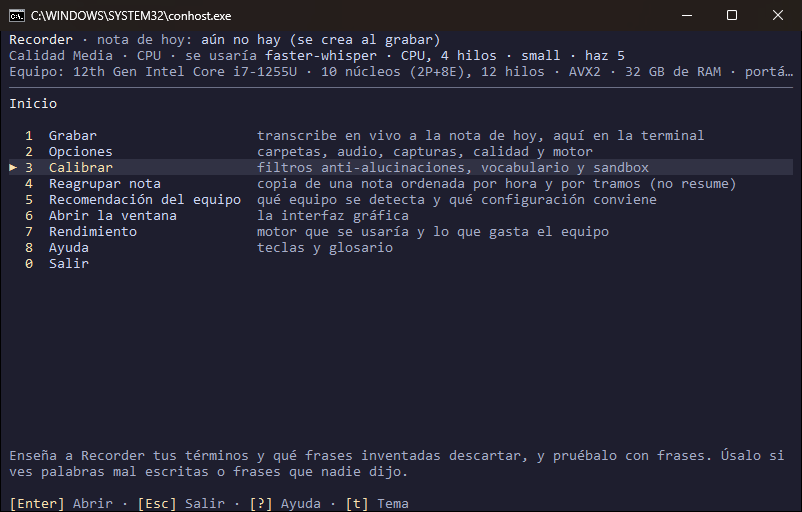 C:\WINDOWS\SYSTEM32\conhost.exe
Recorder · nota de hoy: aún no hay (se crea al grabar)
Calidad Media · CPU · se usaría faster-whisper · CPU, 4 hilos · small · haz 5
Equipo: 12th Gen Intel Core i7-1255U · 10 núcleos (2P+8E), 12 hilos · AVX2 · 32 GB de RAM · portá…
Inicio
1 Grabar transcribe en vivo a la nota de hoy, aquí en la terminal
2 Opciones carpetas, audio, capturas, calidad y motor
▶ 3 Calibrar filtros anti-alucinaciones, vocabulario y sandbox
4 Reagrupar nota copia de una nota ordenada por hora y por tramos (no resume)
5 Recomendación del equipo qué equipo se detecta y qué configuración conviene
6 Abrir la ventana la interfaz gráfica
7 Rendimiento motor que se usaría y lo que gasta el equipo
8 Ayuda teclas y glosario
0 Salir
Enseña a Recorder tus términos y qué frases inventadas descartar, y pruébalo con frases. Úsalo si
ves palabras mal escritas o frases que nadie dijo.
[Enter] Abrir · [Esc] Salir · [?] Ayuda · [t] Tema